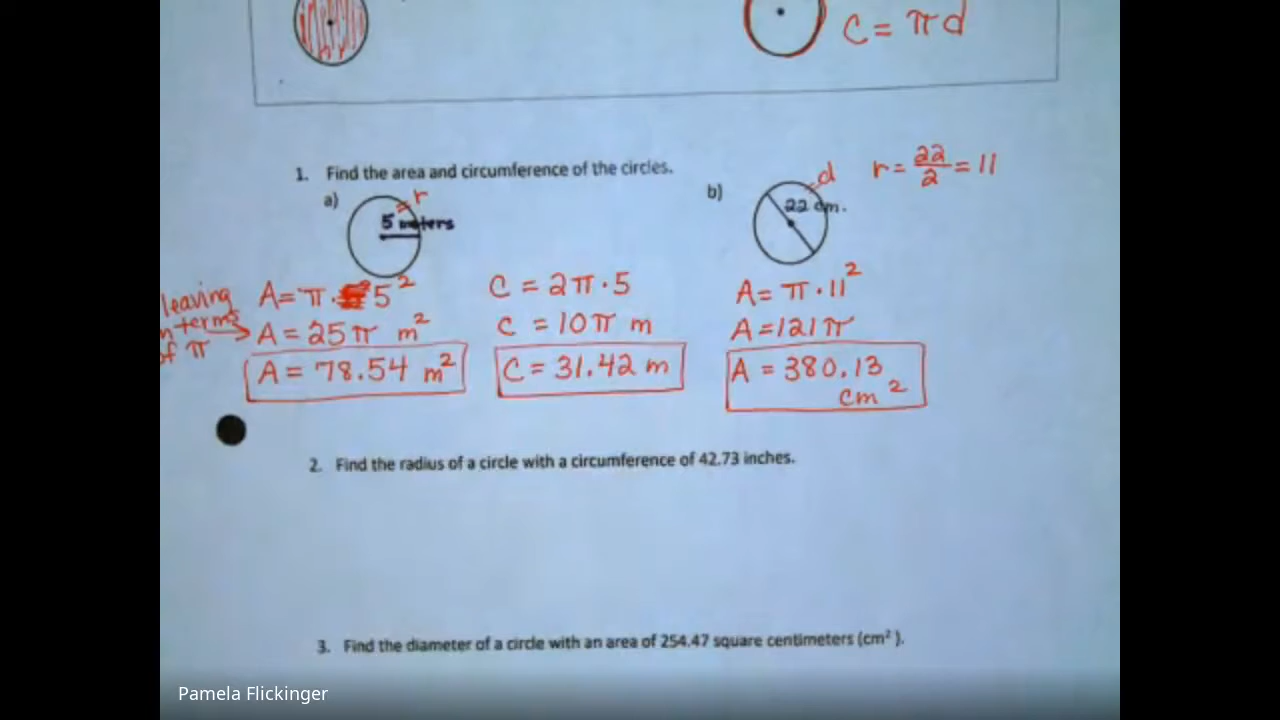 C = πd
1. Find the area and circumference of the circles.
a)
= r
5 meters
b)
= d
22 cm.
r = 22/2 = 11
leaving
n terms
of π
A = π · 5²
A = 25π m²
A = 78.54 m²
C = 2π · 5
C = 10π m
C = 31.42 m
A = π · 11²
A = 121π
A = 380.13
cm²
2. Find the radius of a circle with a circumference of 42.73 inches.
3. Find the diameter of a circle with an area of 254.47 square centimeters (cm²).
Pamela Flickinger